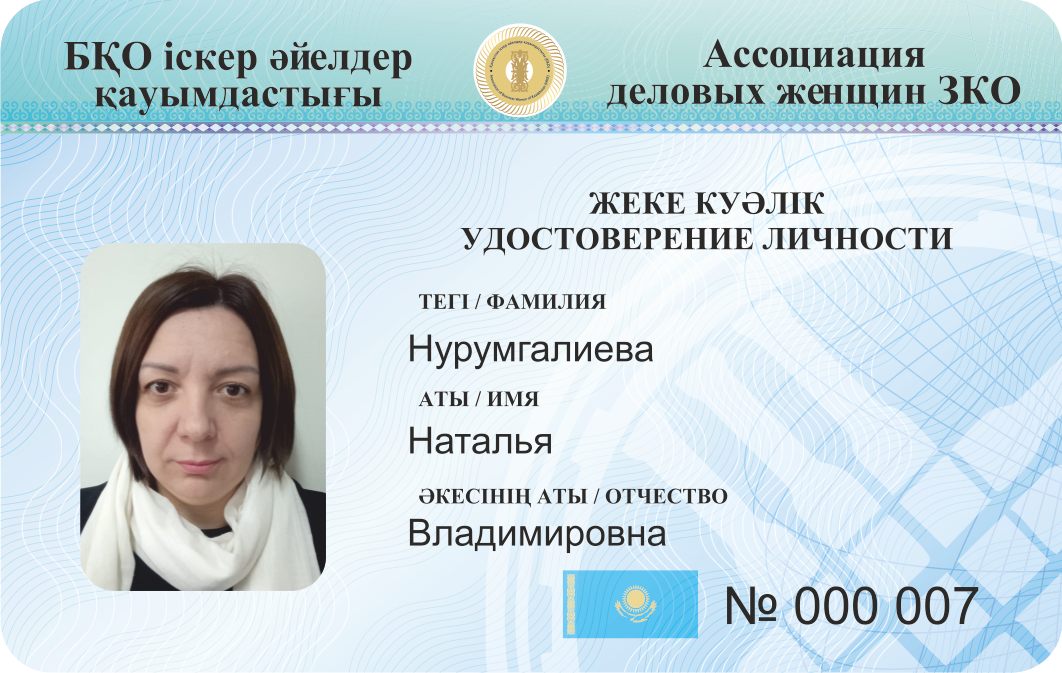 БҚО іскер әйелдер
қауымдастығы
Ассоциация
деловых женщин ЗКО
ЖЕКЕ КУӘЛІК
УДОСТОВЕРЕНИЕ ЛИЧНОСТИ
ТЕГІ / ФАМИЛИЯ
Нурумгалиева
АТЫ / ИМЯ
Наталья
ӘКЕСІНІҢ АТЫ / ОТЧЕСТВО
Владимировна
№ 000 007